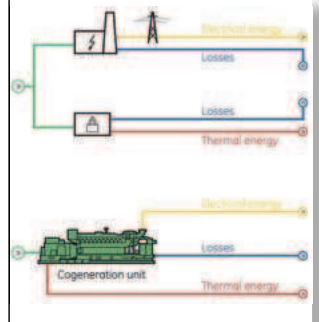 Electrical energy
Losses
Losses
Thermal energy
Electrical energy
Losses
Cogeneration unit
Thermal energy